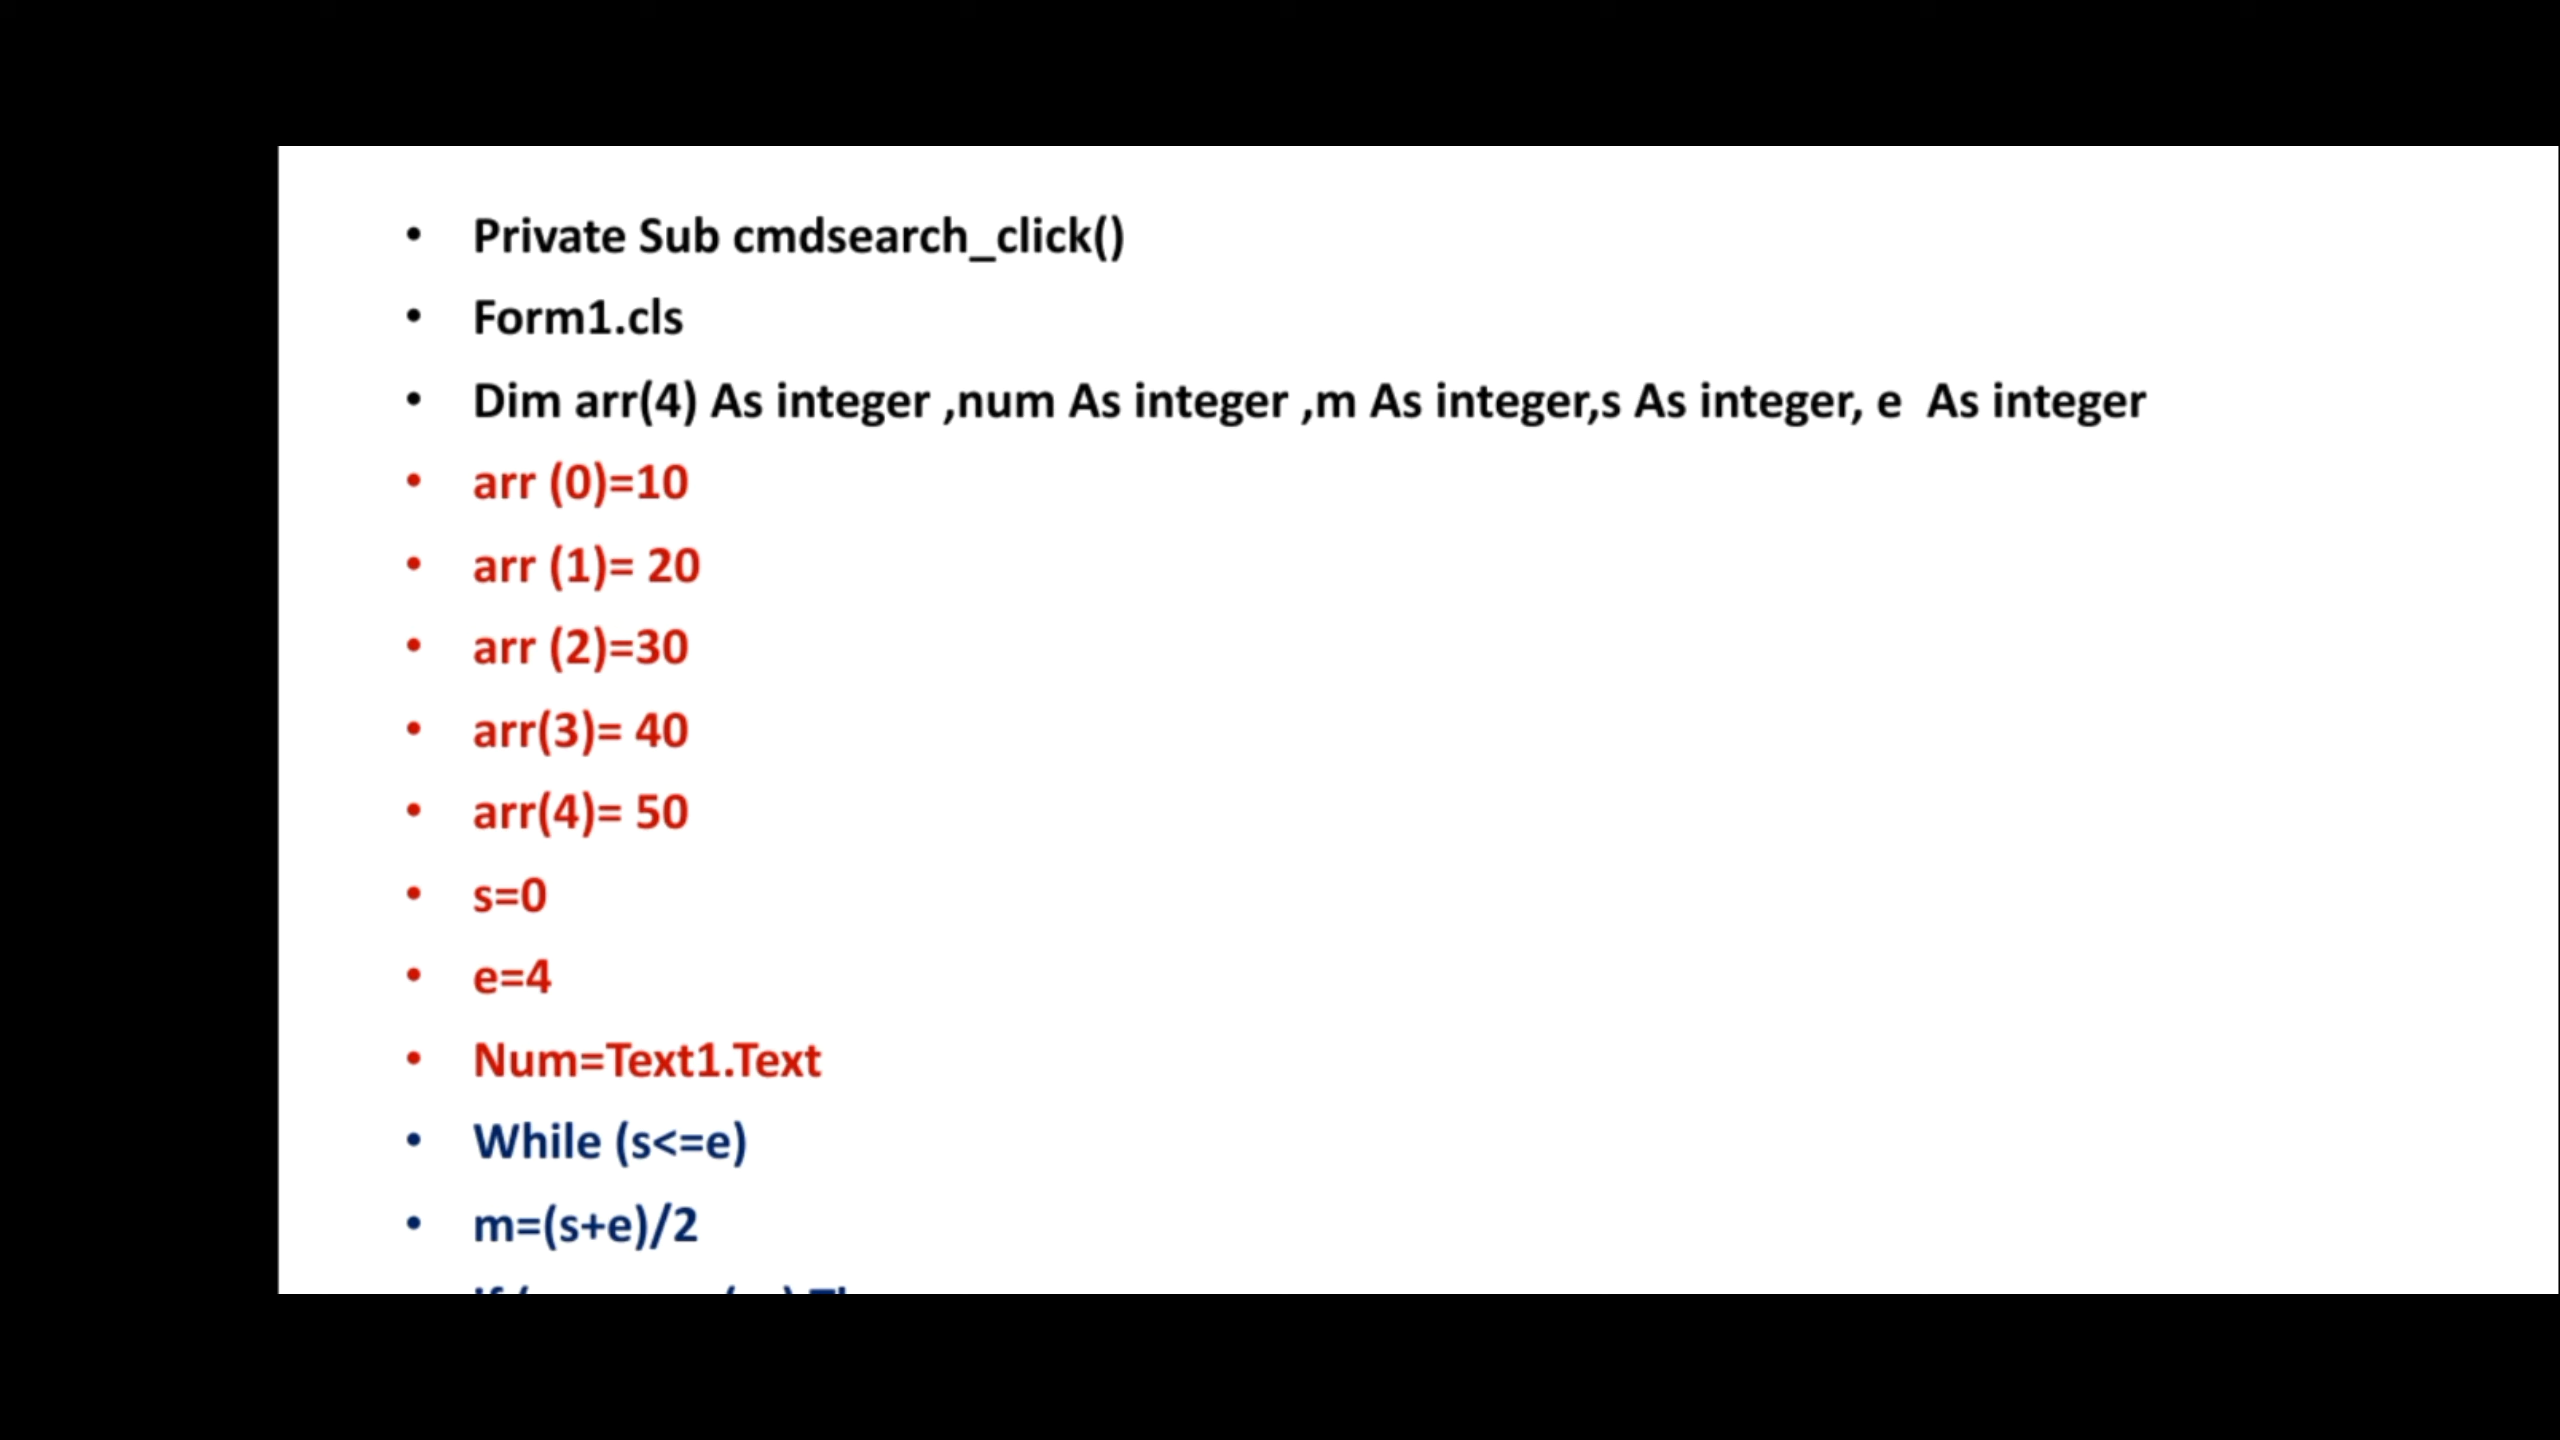 • Private Sub cmdsearch_click()
• Form1.cls
• Dim arr(4) As integer ,num As integer ,m As integer,s As integer, e  As integer
• arr (0)=10
• arr (1)= 20
• arr (2)=30
• arr(3)= 40
• arr(4)= 50
• s=0
• e=4
• Num=Text1.Text
• While (s<=e)
• m=(s+e)/2